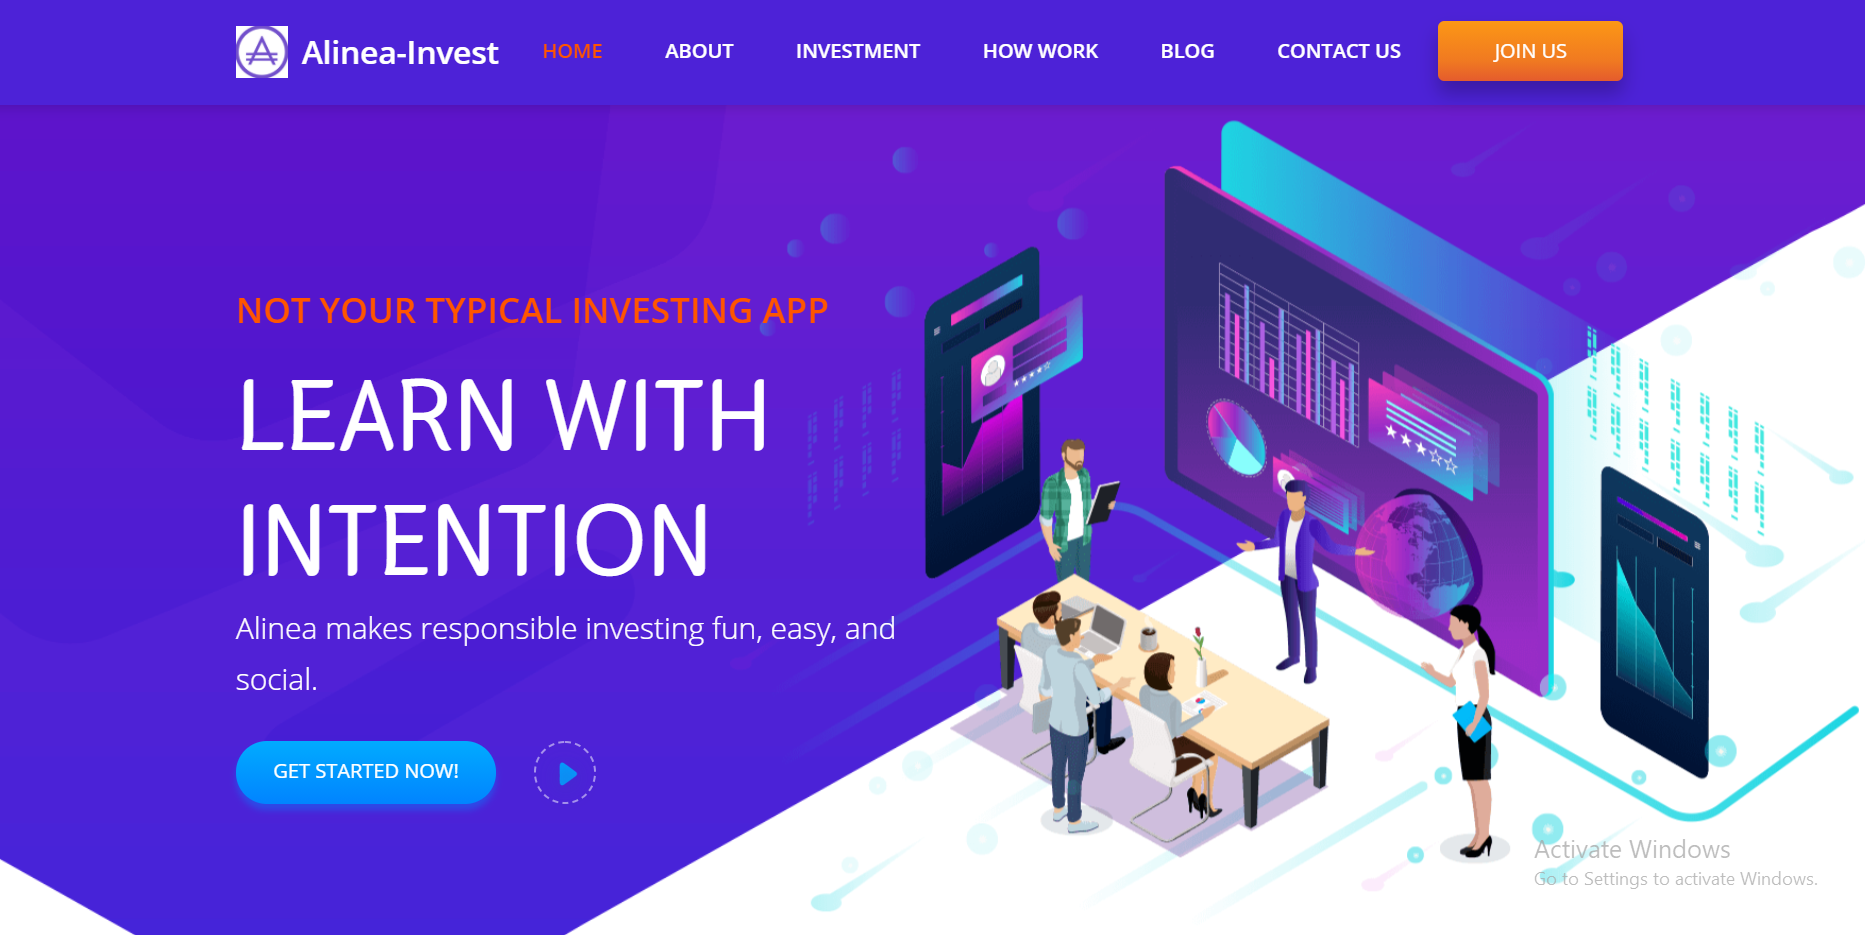 Alinea-Invest
HOME
ABOUT
INVESTMENT
HOW WORK
BLOG
CONTACT US
JOIN US
NOT YOUR TYPICAL INVESTING APP
LEARN WITH
INTENTION
Alinea makes responsible investing fun, easy, and
social.
GET STARTED NOW!
Activate Windows
Go to Settings to activate Windows.